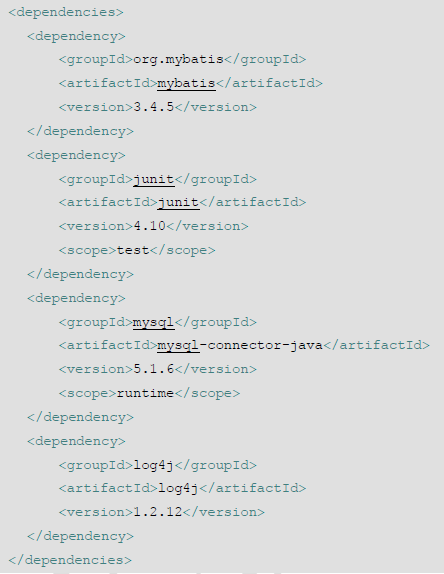 <dependencies>
<dependency>
<groupId>org.mybatis</groupId>
<artifactId>mybatis</artifactId>
<version>3.4.5</version>
</dependency>
<dependency>
<groupId>junit</groupId>
<artifactId>junit</artifactId>
<version>4.10</version>
<scope>test</scope>
</dependency>
<dependency>
<groupId>mysql</groupId>
<artifactId>mysql-connector-java</artifactId>
<version>5.1.6</version>
<scope>runtime</scope>
</dependency>
<dependency>
<groupId>log4j</groupId>
<artifactId>log4j</artifactId>
<version>1.2.12</version>
</dependency>
</dependencies>